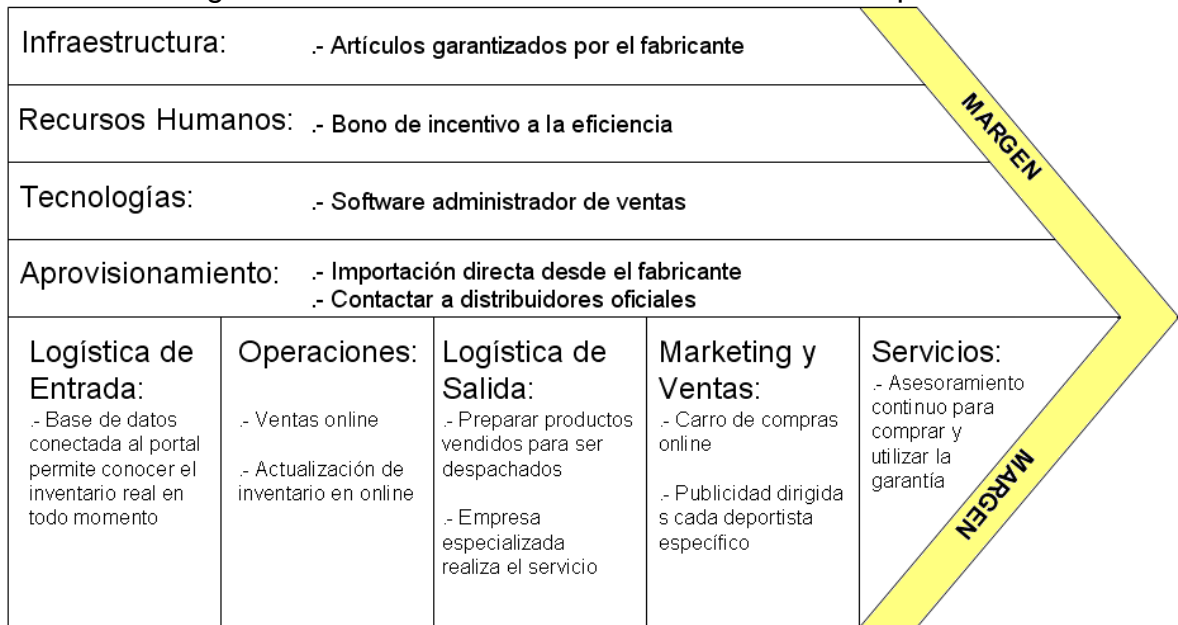 Infraestructura: .- Artículos garantizados por el fabricante
MARGEN
Recursos Humanos: .- Bono de incentivo a la eficiencia
Tecnologías: .- Software administrador de ventas
Aprovisionamiento: .- Importación directa desde el fabricante
.- Contactar a distribuidores oficiales
Logística de
Entrada:
.- Base de datos
conectada al portal
permite conocer el
inventario real en
todo momento
Operaciones:
.- Ventas online
.- Actualización de
inventario en online
Logística de
Salida:
.- Preparar productos
vendidos para ser
despachados
.- Empresa
especializada
realiza el servicio
Marketing y
Ventas:
.- Carro de compras
online
.- Publicidad dirigida
s cada deportista
específico
Servicios:
.- Asesoramiento
continuo para
comprar y
utilizar la
garantía
MARGEN